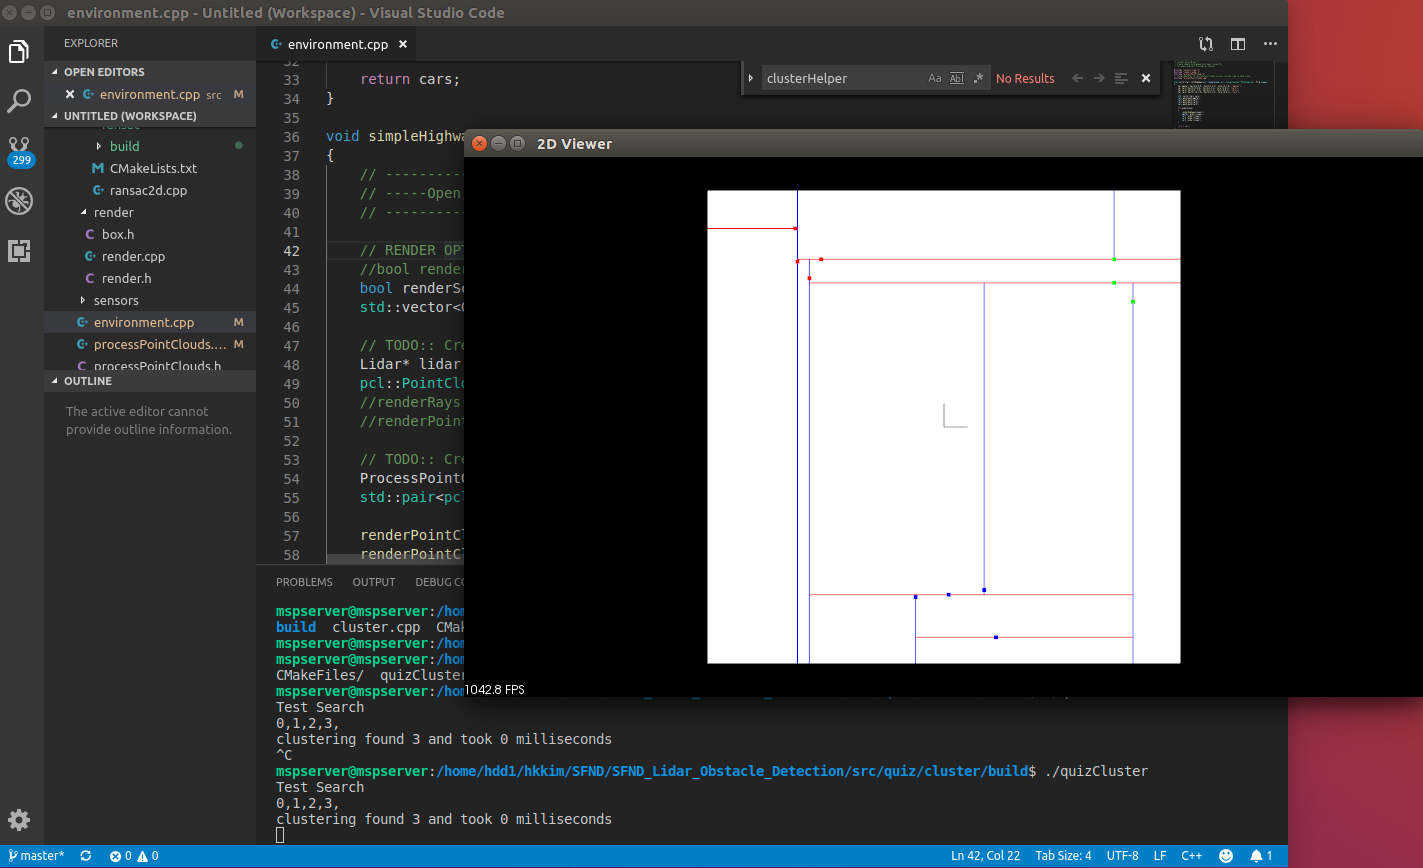 environment.cpp - Untitled (Workspace) - Visual Studio Code
EXPLORER
OPEN EDITORS
environment.cpp src M
UNTITLED (WORKSPACE)
ransac
build
CMakeLists.txt
ransac2d.cpp
render
box.h
render.cpp
render.h
sensors
environment.cpp M
processPointClouds.... M
processPointClouds.h
OUTLINE
The active editor cannot
provide outline information.
299
environment.cpp
clusterHelper Aa Abl .* No Results
32
33 return cars;
34 }
35
36 void simpleHighwa
37 {
38 // ----------
39 // -----Open
40 // ----------
41
42 // RENDER OPT
43 //bool render
44 bool renderSc
45 std::vector<C
46
47 // TODO:: Cre
48 Lidar* lidar
49 pcl::PointClo
50 //renderRays
51 //renderPoint
52
53 // TODO:: Cre
54 ProcessPointC
55 std::pair<pcl
56
57 renderPointCl
58 renderPointCl
2D Viewer
1042.8 FPS
PROBLEMS OUTPUT DEBUG CO
mspserver@mspserver:/hom
build cluster.cpp CMak
mspserver@mspserver:/hom
mspserver@mspserver:/hom
CMakeFiles/ quizCluster
mspserver@mspserver:/hom
Test Search
0,1,2,3,
clustering found 3 and took 0 milliseconds
^C
mspserver@mspserver:/home/hdd1/hkkim/SFND/SFND_Lidar_Obstacle_Detection/src/quiz/cluster/build$ ./quizCluster
Test Search
0,1,2,3,
clustering found 3 and took 0 milliseconds
master* 0 0 Ln 42, Col 22 Tab Size: 4 UTF-8 LF C++ 1